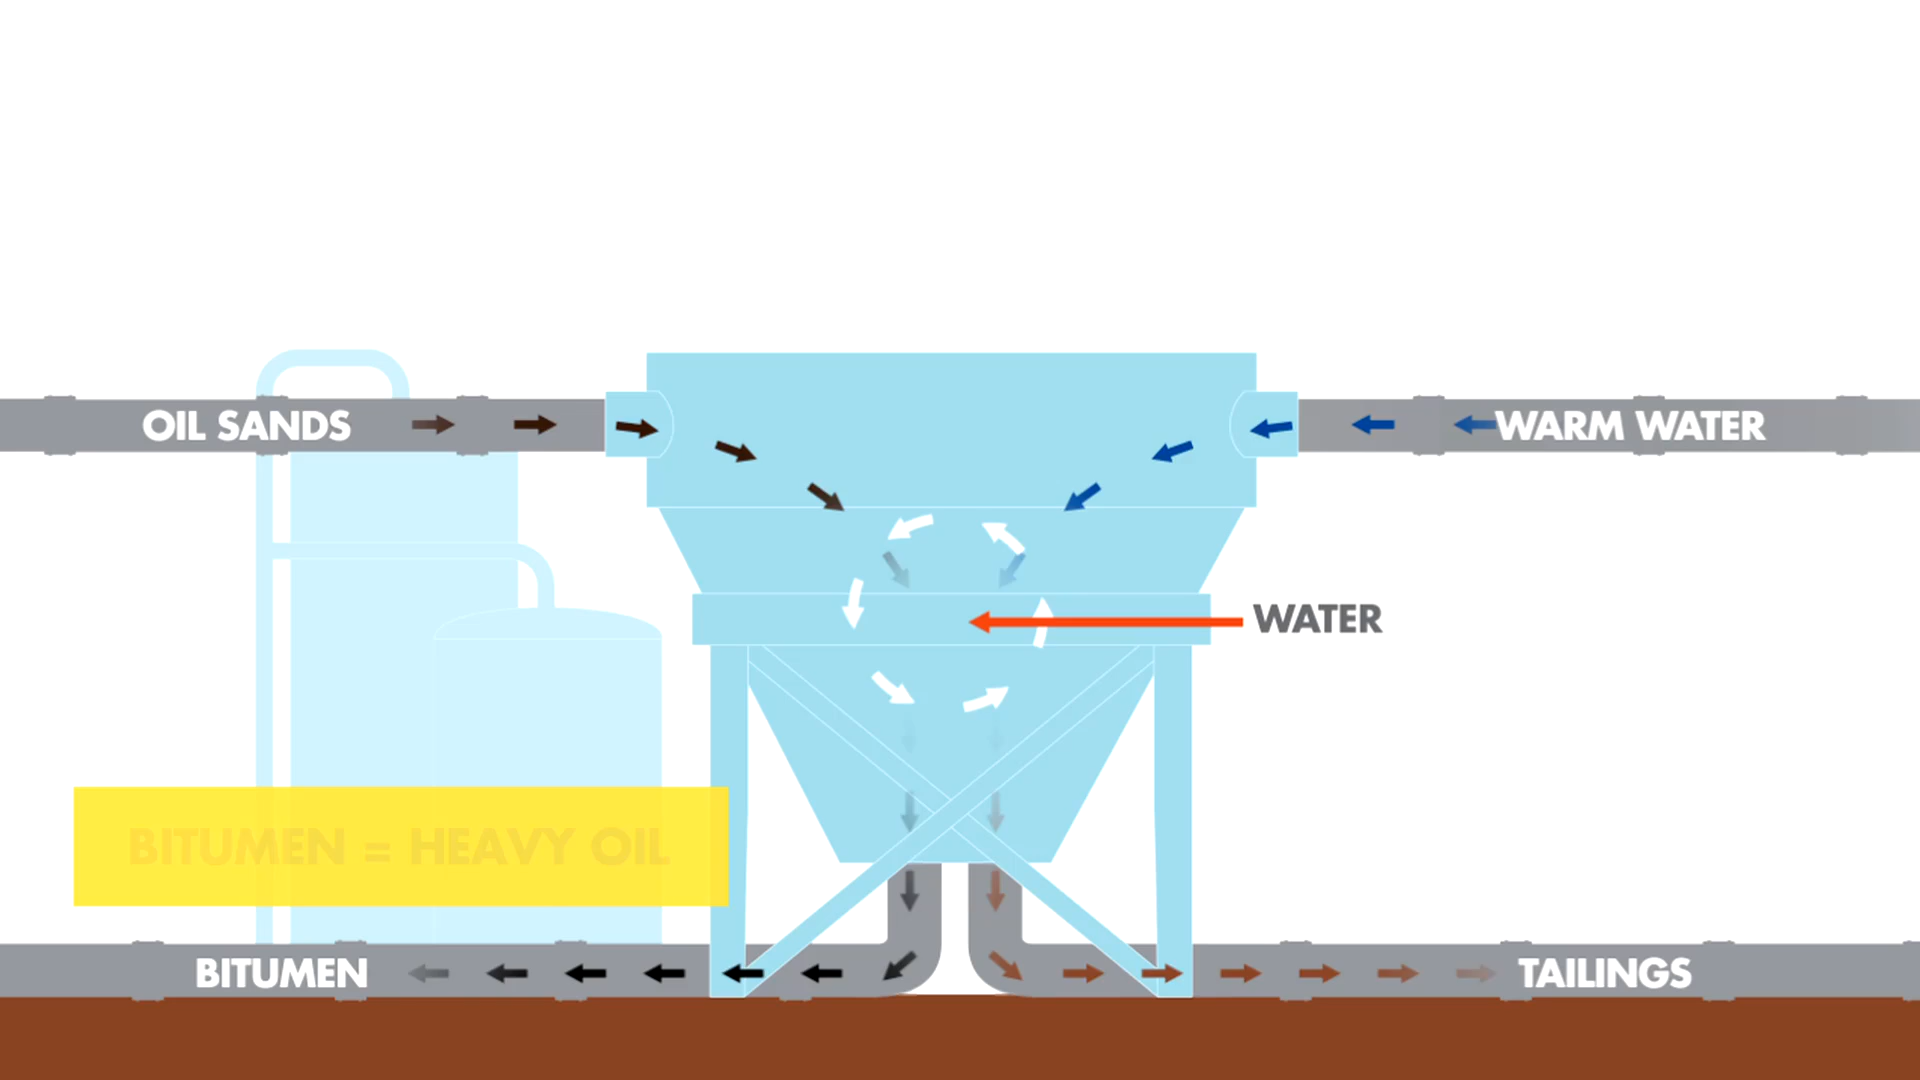 OIL SANDS
WARM WATER
WATER
BITUMEN = HEAVY OIL
BITUMEN
TAILINGS